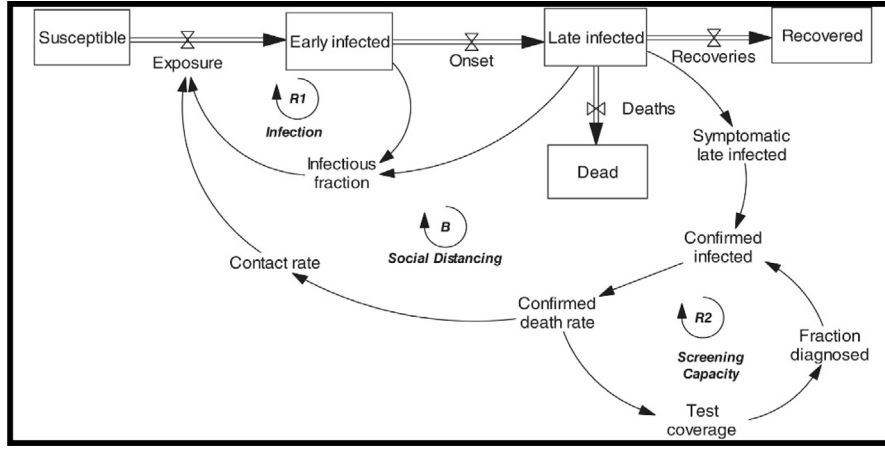 Susceptible
Exposure
Early infected
Onset
Late infected
Recoveries
Recovered
Deaths
Dead
R1
Infection
Infectious
fraction
Symptomatic
late infected
B
Social Distancing
Contact rate
Confirmed
infected
Confirmed
death rate
R2
Screening
Capacity
Fraction
diagnosed
Test
coverage